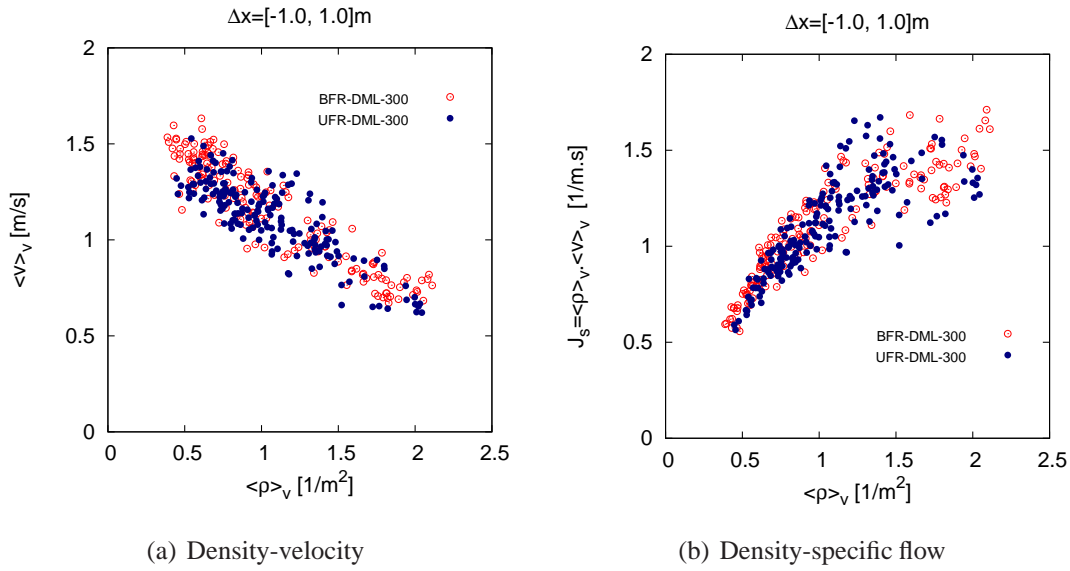 Δx=[-1.0, 1.0]m
2
1.5
1
0.5
0
0
0.5
1
1.5
2
2.5
<v>ᵥ [m/s]
<ρ>ᵥ [1/m²]
BFR-DML-300
UFR-DML-300
(a) Density-velocity
Δx=[-1.0, 1.0]m
2
1.5
1
0.5
0
0
0.5
1
1.5
2
2.5
Jₛ=<ρ>ᵥ.<v>ᵥ [1/m.s]
<ρ>ᵥ [1/m²]
BFR-DML-300
UFR-DML-300
(b) Density-specific flow